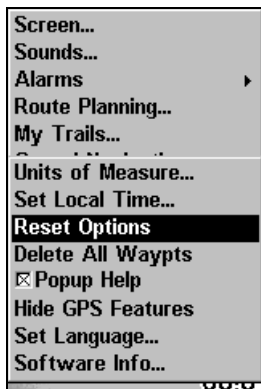 Screen...
Sounds...
Alarms
Route Planning...
My Trails...
Units of Measure...
Set Local Time...
Reset Options
Delete All Waypts
Popup Help
Hide GPS Features
Set Language...
Software Info...